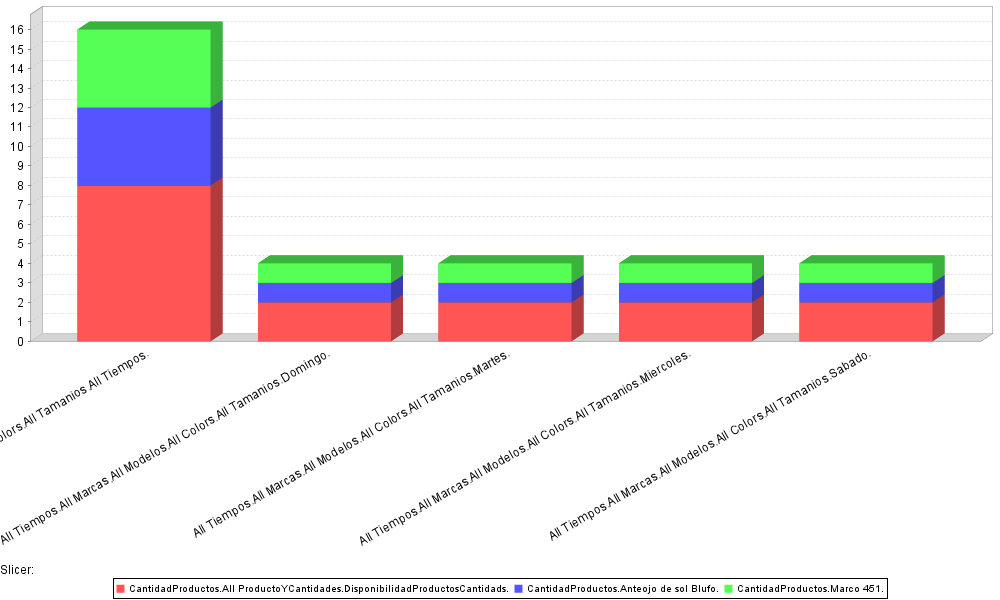 16
15
14
13
12
11
10
9
8
7
6
5
4
3
2
1
0
olors.All Tamanios.All Tiempos.
All Tiempos.All Marcas.All Modelos.All Colors.All Tamanios.Domingo.
All Tiempos.All Marcas.All Modelos.All Colors.All Tamanios.Martes.
All Tiempos.All Marcas.All Modelos.All Colors.All Tamanios.Miercoles.
All Tiempos.All Marcas.All Modelos.All Colors.All Tamanios.Sabado.
Slicer:
CantidadProductos.All ProductoYCantidades.DisponibilidadProductosCantidads. CantidadProductos.Anteojo de sol Blufo. CantidadProductos.Marco 451.